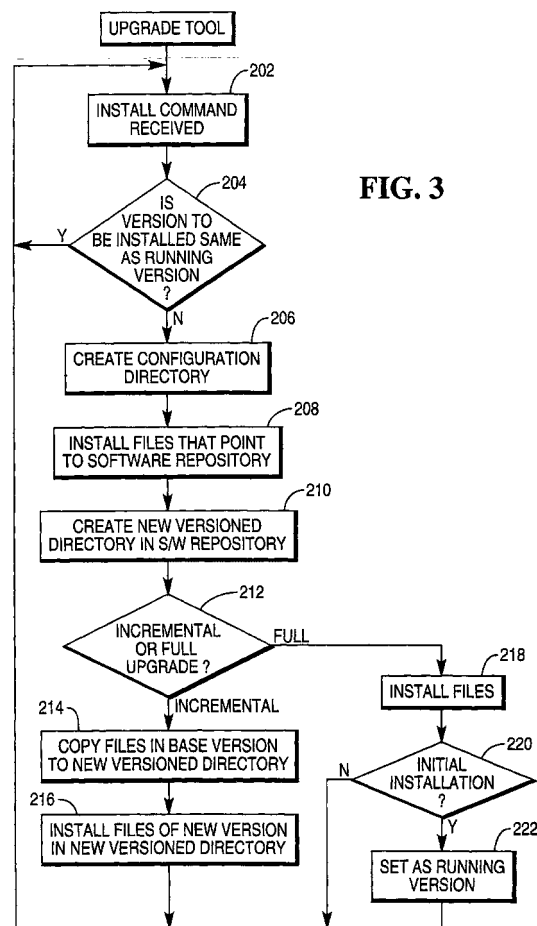 UPGRADE TOOL
202
INSTALL COMMAND
RECEIVED
204
IS
VERSION TO
BE INSTALLED SAME
AS RUNNING
VERSION
?
Y
N
FIG. 3
206
CREATE CONFIGURATION
DIRECTORY
208
INSTALL FILES THAT POINT
TO SOFTWARE REPOSITORY
210
CREATE NEW VERSIONED
DIRECTORY IN S/W REPOSITORY
212
INCREMENTAL
OR FULL
UPGRADE ?
FULL
INCREMENTAL
214
COPY FILES IN BASE VERSION
TO NEW VERSIONED DIRECTORY
216
INSTALL FILES OF NEW VERSION
IN NEW VERSIONED DIRECTORY
218
INSTALL FILES
220
INITIAL
INSTALLATION
?
N
Y
222
SET AS RUNNING
VERSION